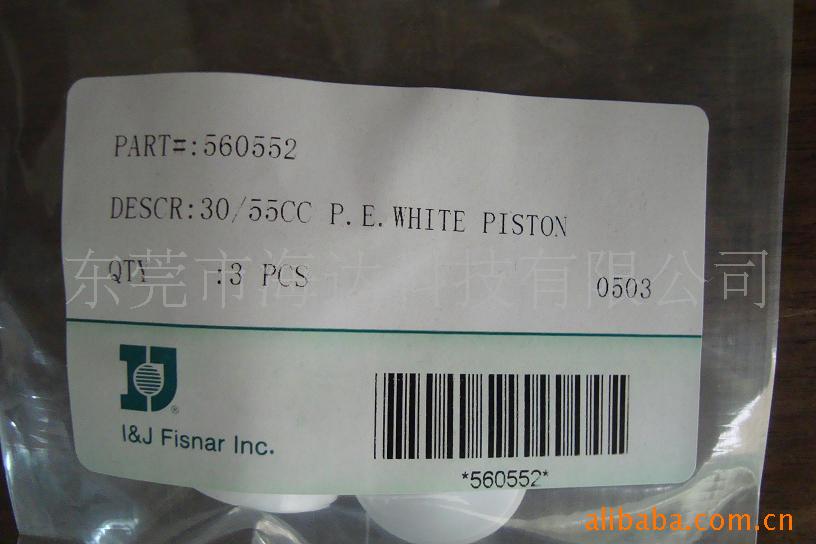 PART=:560552
DESCR:30/55CC P.E.WHITE PISTON
QTY :3 PCS 0503
东莞市海达科技有限公司
IJ®
I&J Fisnar Inc.
*560552*
alibaba.com.cn